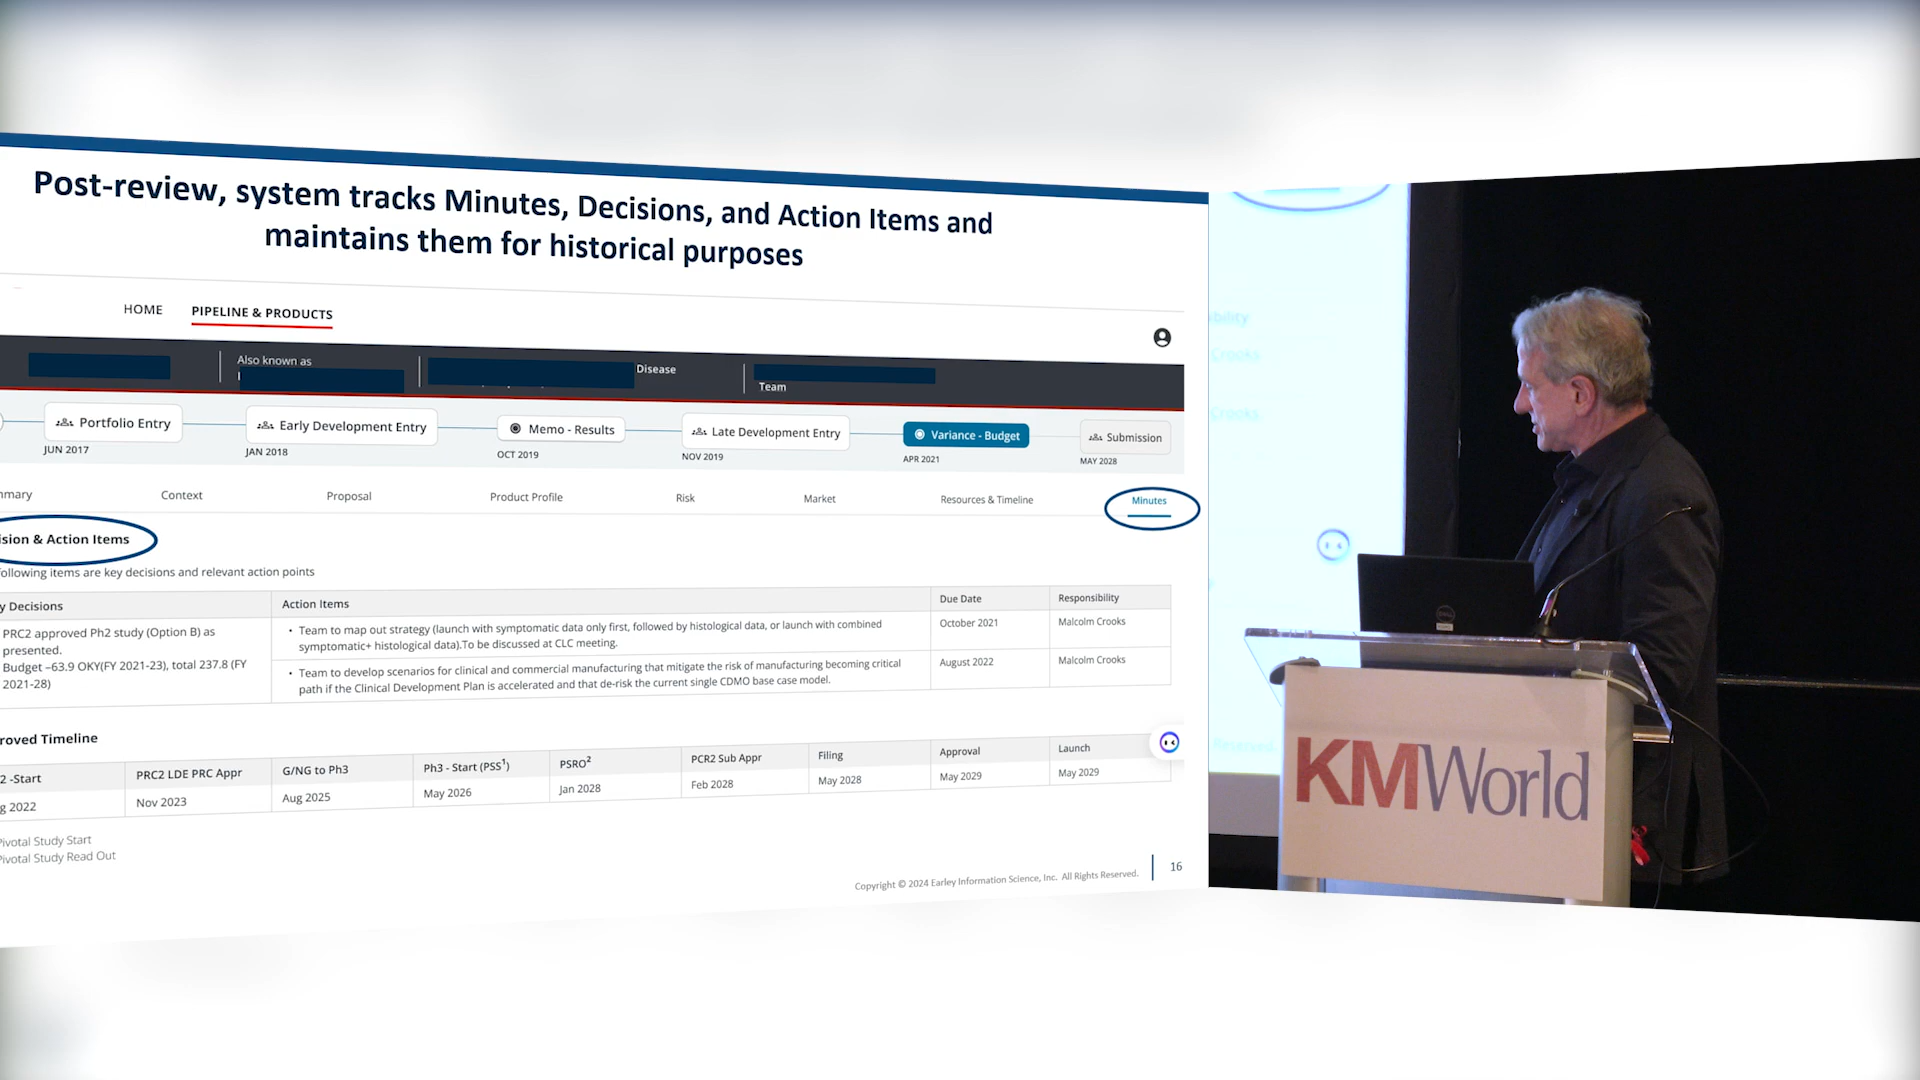 Post-review, system tracks Minutes, Decisions, and Action Items and
maintains them for historical purposes
HOME
PIPELINE & PRODUCTS
Also known as
Disease
Team
Portfolio Entry
JUN 2017
Early Development Entry
JAN 2018
Memo - Results
OCT 2019
Late Development Entry
NOV 2019
Variance - Budget
APR 2021
Submission
MAY 2028
mmary
Context
Proposal
Product Profile
Risk
Market
Resources & Timeline
Minutes
ision & Action Items
ollowing items are key decisions and relevant action points
y Decisions
Action Items
Due Date
Responsibility
PRC2 approved Ph2 study (Option B) as
presented.
Budget –63.9 OKY(FY 2021-23), total 237.8 (FY
2021-28)
• Team to map out strategy (launch with symptomatic data only first, followed by histological data, or launch with combined
symptomatic+ histological data).To be discussed at CLC meeting.
October 2021
Malcolm Crooks
• Team to develop scenarios for clinical and commercial manufacturing that mitigate the risk of manufacturing becoming critical
path if the Clinical Development Plan is accelerated and that de-risk the current single CDMO base case model.
August 2022
Malcolm Crooks
roved Timeline
2 -Start
PRC2 LDE PRC Appr
G/NG to Ph3
Ph3 - Start (PSS¹)
PSRO²
PCR2 Sub Appr
Filing
Approval
Launch
g 2022
Nov 2023
Aug 2025
May 2026
Jan 2028
Feb 2028
May 2028
May 2029
May 2029
Pivotal Study Start
Pivotal Study Read Out
Copyright © 2024 Earley Information Science, Inc. All Rights Reserved.
16
bility
Crooks
Crooks
Reserved.
DELL
KMWorld